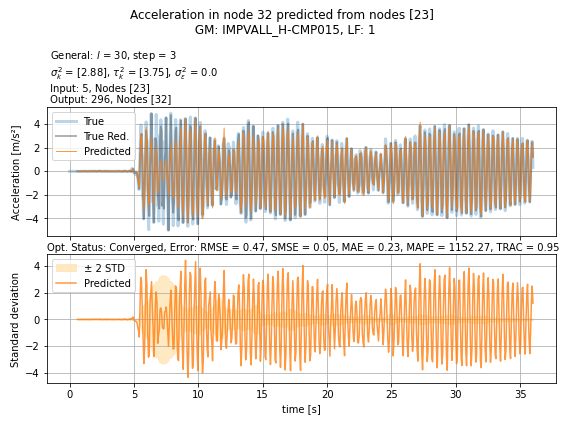 Acceleration in node 32 predicted from nodes [23]
GM: IMPVALL_H-CMP015, LF: 1
General: l = 30, step = 3
σ²ₖ = [2.88], τ²ₖ = [3.75], σ²ε = 0.0
Input: 5, Nodes [23]
Output: 296, Nodes [32]
Acceleration [m/s²]
4
2
0
−2
−4
True
True Red.
Predicted
Opt. Status: Converged, Error: RMSE = 0.47, SMSE = 0.05, MAE = 0.23, MAPE = 1152.27, TRAC = 0.95
Standard deviation
4
2
0
−2
−4
± 2 STD
Predicted
0 5 10 15 20 25 30 35
time [s]